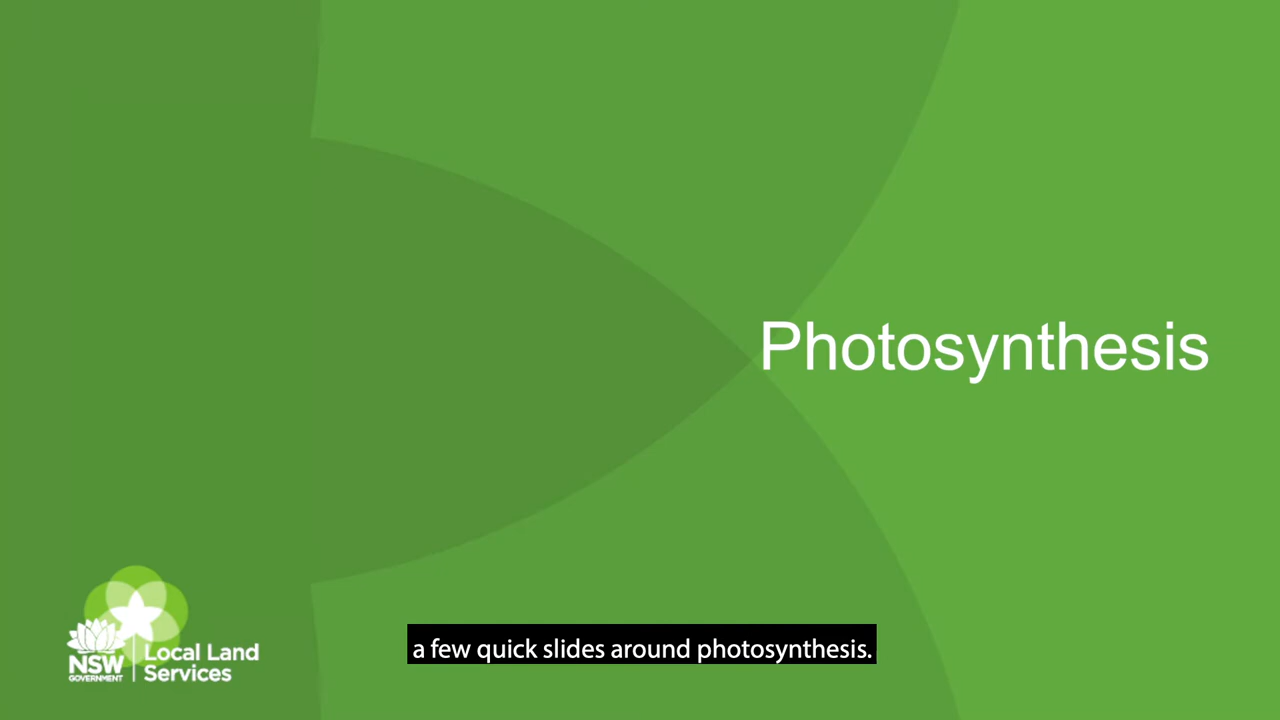 Photosynthesis
a few quick slides around photosynthesis.
NSW
GOVERNMENT
Local Land
Services